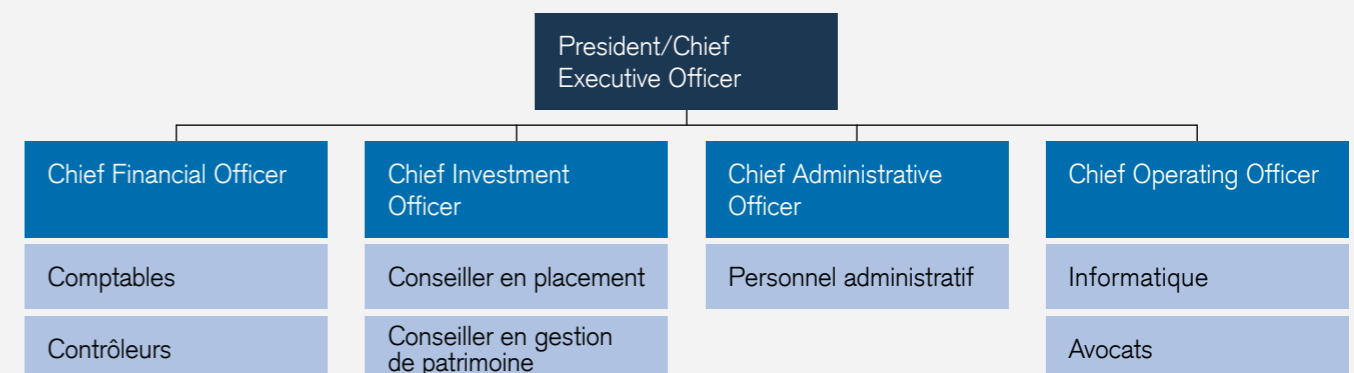 President/Chief
Executive Officer
Chief Financial Officer
Chief Investment
Officer
Chief Administrative
Officer
Chief Operating Officer
Comptables
Conseiller en placement
Personnel administratif
Informatique
Contrôleurs
Conseiller en gestion
de patrimoine
Avocats